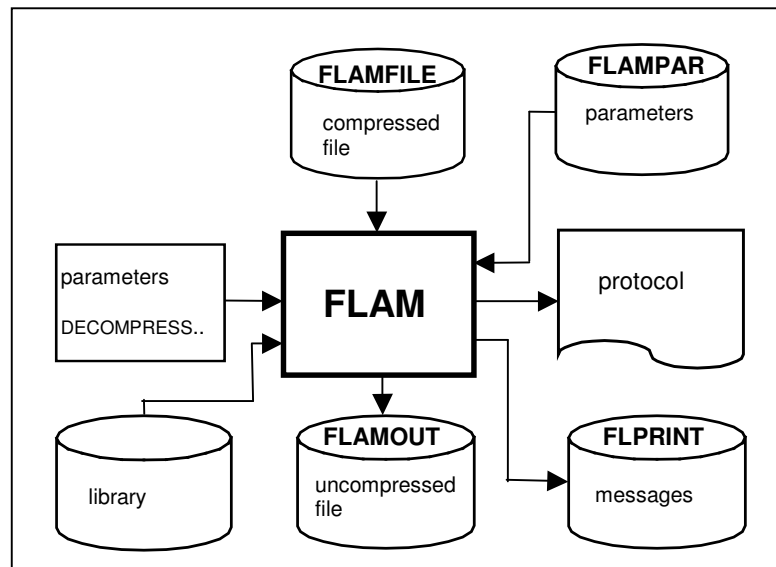 FLAMFILE
compressed
file
FLAMPAR
parameters
parameters
DECOMPRESS..
FLAM
protocol
library
FLAMOUT
uncompressed
file
FLPRINT
messages